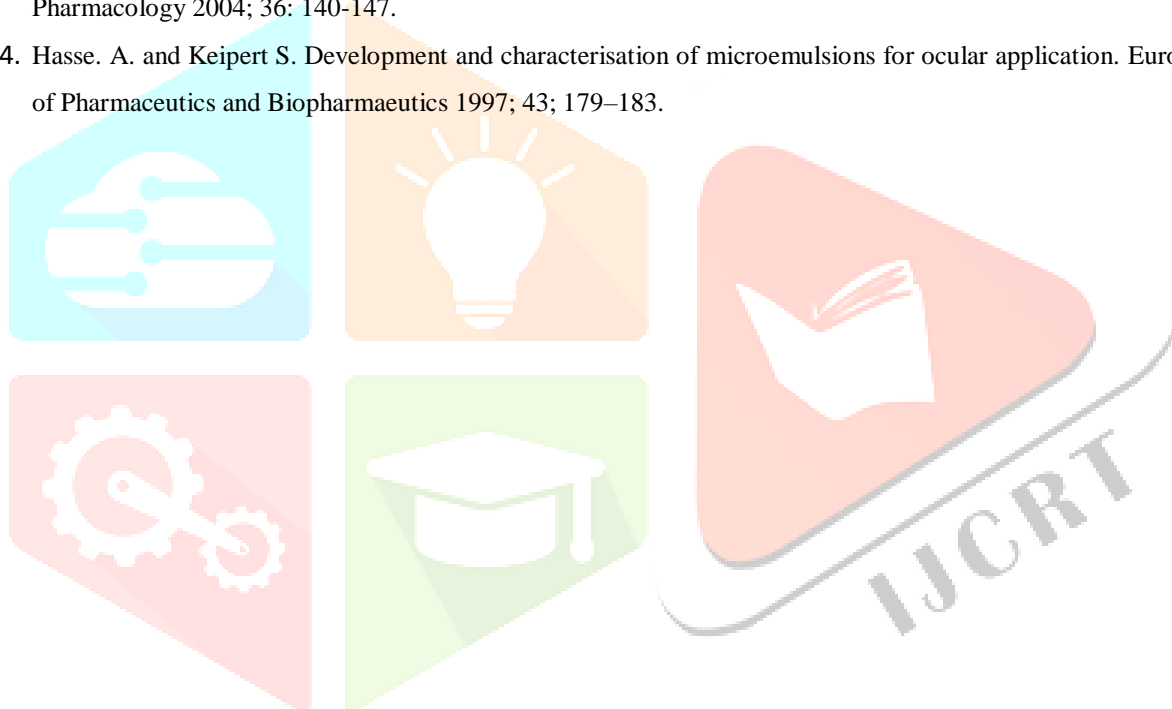 Pharmacology 2004; 36: 140-147.
4. Hasse. A. and Keipert S. Development and characterisation of microemulsions for ocular application. Euro
of Pharmaceutics and Biopharmaeutics 1997; 43; 179–183.
IJCRT